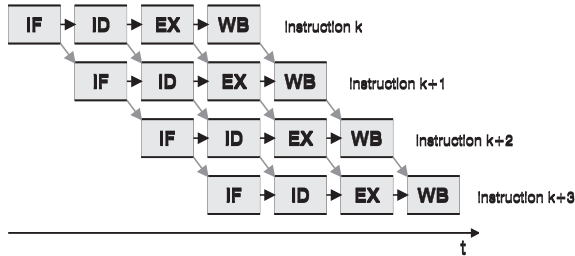 IF ID EX WB Instruction k
IF ID EX WB Instruction k+1
IF ID EX WB Instruction k+2
IF ID EX WB Instruction k+3
t